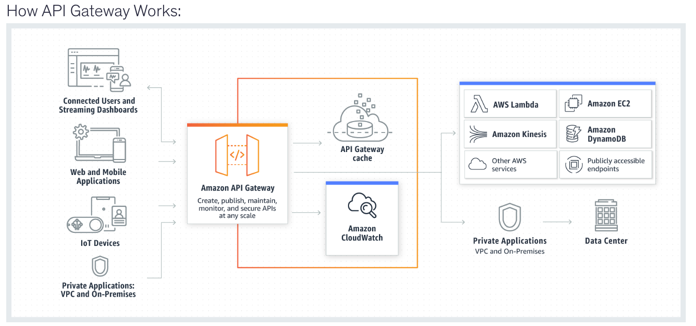 How API Gateway Works:
Connected Users and
Streaming Dashboards
Web and Mobile
Applications
IoT Devices
Private Applications:
VPC and On-Premises
</>
Amazon API Gateway
Create, publish, maintain,
monitor, and secure APIs
at any scale
API Gateway
cache
Amazon
CloudWatch
AWS Lambda
Amazon EC2
Amazon Kinesis
Amazon
DynamoDB
Other AWS
services
Publicly accessible
endpoints
Private Applications
VPC and On-Premises
Data Center